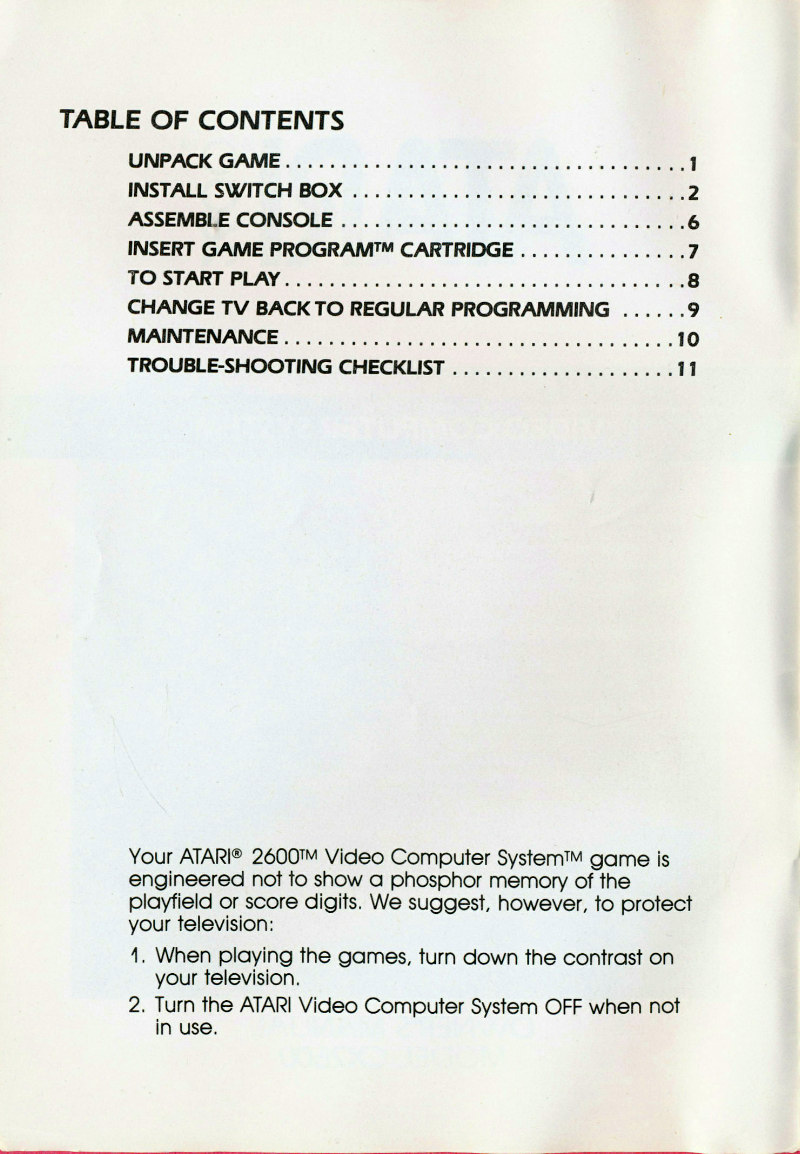 TABLE OF CONTENTS
UNPACK GAME....................................1
INSTALL SWITCH BOX ..............................2
ASSEMBLE CONSOLE ...............................6
INSERT GAME PROGRAM™ CARTRIDGE ...............7
TO START PLAY....................................8
CHANGE TV BACK TO REGULAR PROGRAMMING ......9
MAINTENANCE...................................10
TROUBLE-SHOOTING CHECKLIST ....................11
Your ATARI® 2600™ Video Computer System™ game is
engineered not to show a phosphor memory of the
playfield or score digits. We suggest, however, to protect
your television:
1. When playing the games, turn down the contrast on
your television.
2. Turn the ATARI Video Computer System OFF when not
in use.